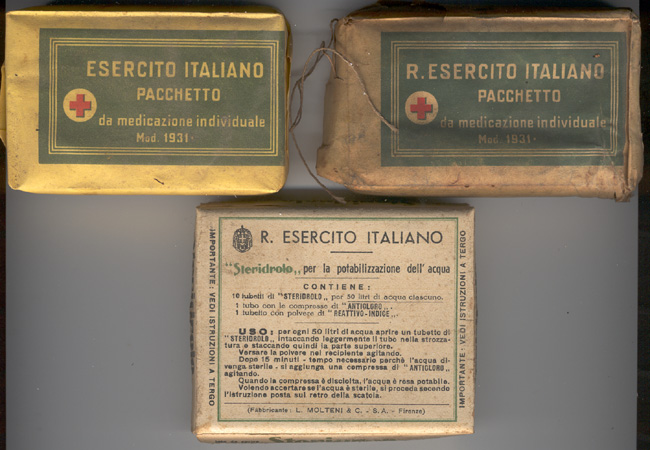 ESERCITO ITALIANO
PACCHETTO
da medicazione individuale
Mod. 1931·
R. ESERCITO ITALIANO
PACCHETTO
da medicazione individuale
Mod. 1931·
R. ESERCITO ITALIANO
"Steridrolo„ per la potabilizzazione dell'acqua
CONTIENE:
10 tubetti di "STERIDROLO„ per 50 litri di acqua ciascuno.
1 tubo con le compresse di "ANTICLORO„.
1 tubetto con polvere di "REATTIVO-INDICE„.
USO: per ogni 50 litri di acqua aprire un tubetto di
"STERIDROLO„ intaccando leggermente il tubo nella strozza-
tura e staccando quindi la parte superiore.
Versare la polvere nel recipiente agitando.
Dopo 15 minuti - tempo necessario perchè l'acqua di-
venga sterile - si aggiunga una compressa di "ANTICLORO„
agitando.
Quando la compressa è disciolta, l'acqua è resa potabile.
Volendo accertare se l'acqua è sterile, si proceda secondo
l'istruzione posta sul retro della scatola.
(Fabbricante: L. MOLTENI & C. - S.A. - Firenze)
IMPORTANTE: VEDI ISTRUZIONI A TERGO
IMPORTANTE: VEDI ISTRUZIONI A TERGO